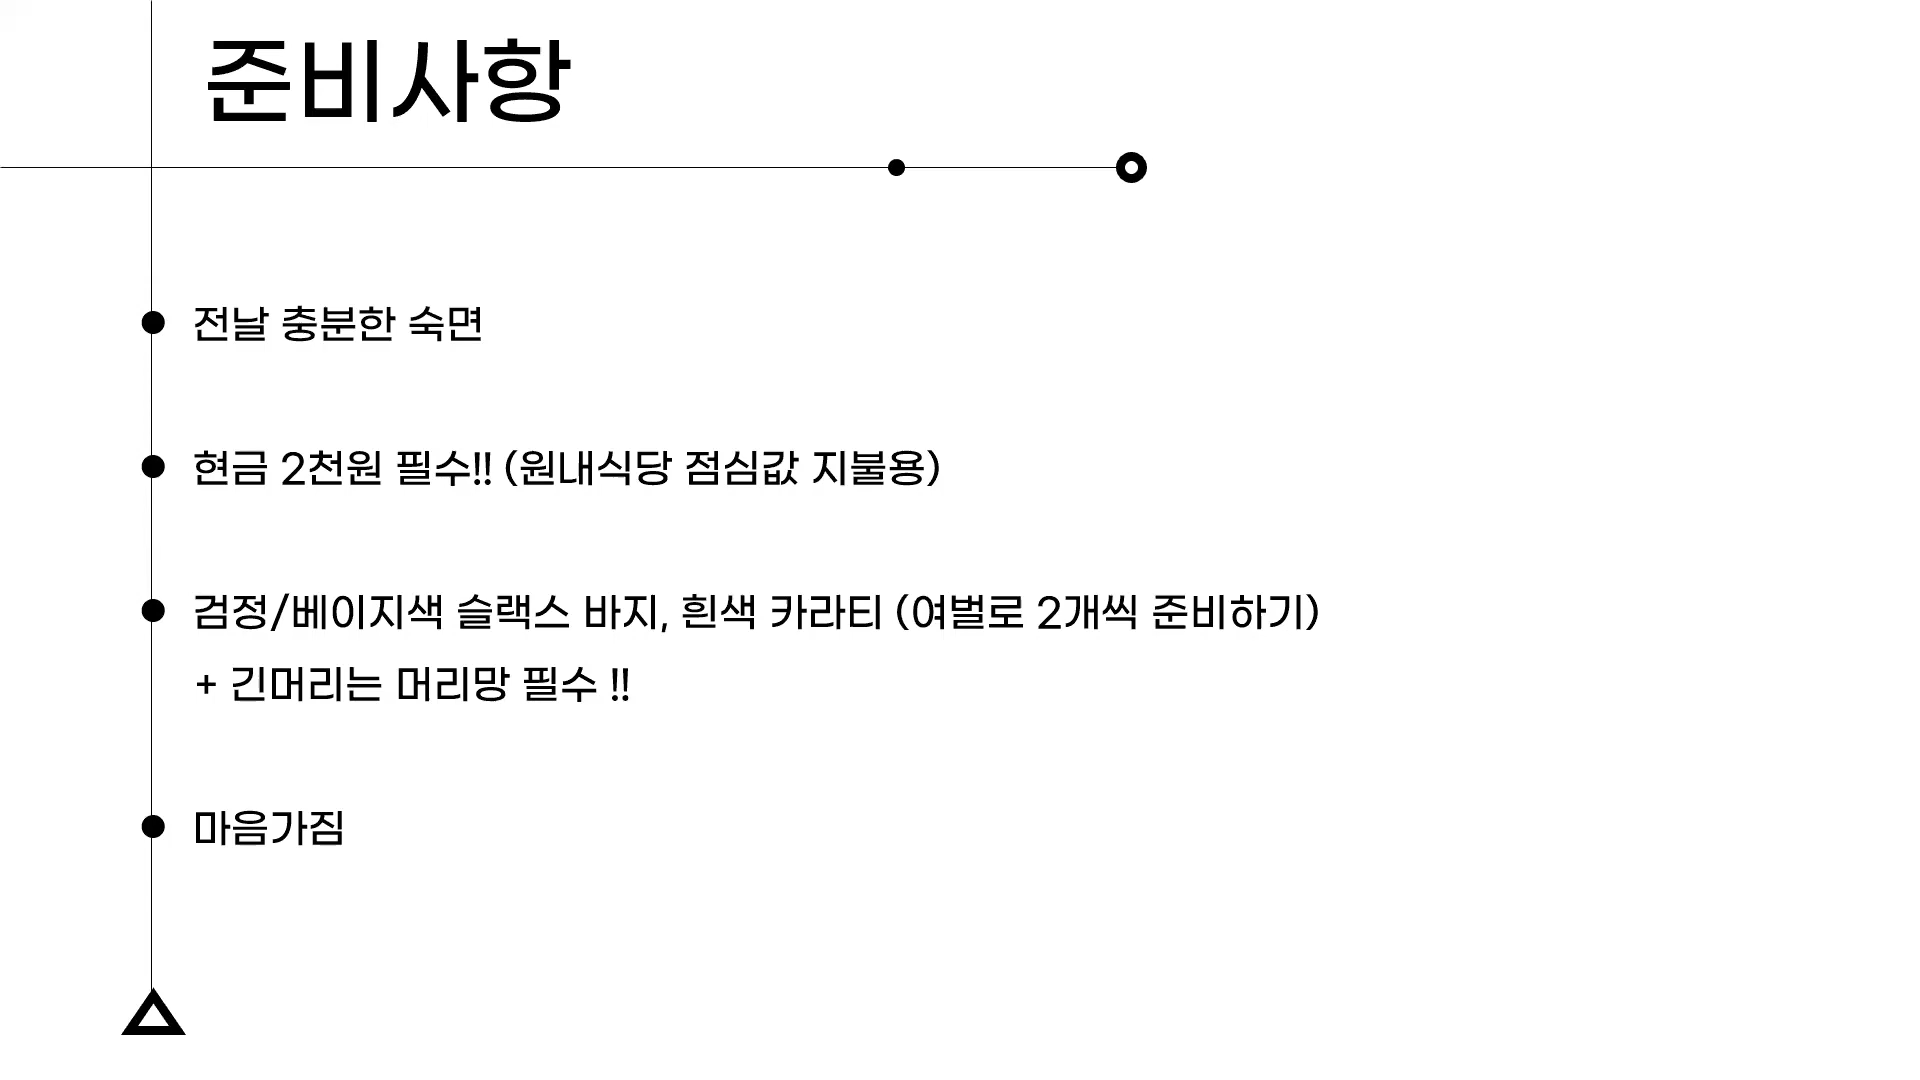 준비사항
전날 충분한 숙면
현금 2천원 필수!! (원내식당 점심값 지불용)
검정/베이지색 슬랙스 바지, 흰색 카라티 (여벌로 2개씩 준비하기)
+ 긴머리는 머리망 필수 !!
마음가짐